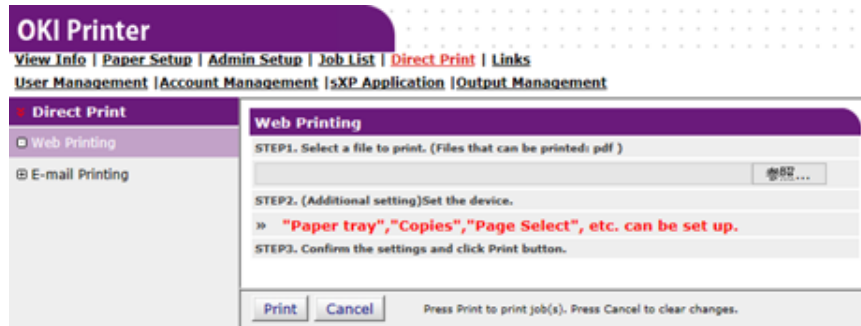 OKI Printer
View Info | Paper Setup | Admin Setup | Job List | Direct Print | Links
User Management |Account Management |sXP Application |Output Management
Direct Print
Web Printing
E-mail Printing
Web Printing
STEP1. Select a file to print. (Files that can be printed: pdf )
参照...
STEP2. (Additional setting)Set the device.
» "Paper tray","Copies","Page Select", etc. can be set up.
STEP3. Confirm the settings and click Print button.
Print Cancel Press Print to print job(s). Press Cancel to clear changes.